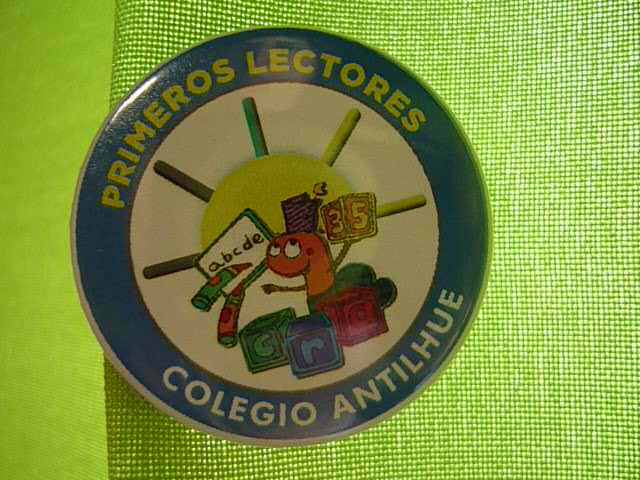 PRIMEROS LECTORES
35
abcde
c r a
COLEGIO ANTILHUE